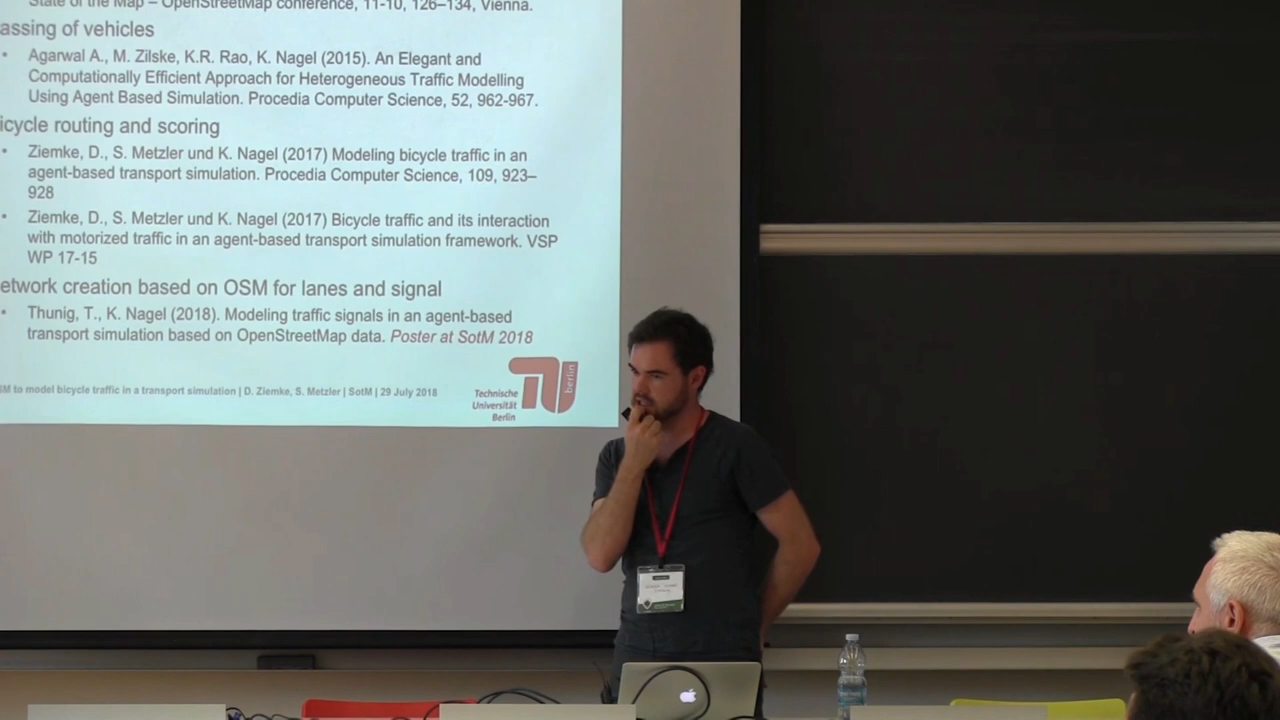 State of the Map – OpenStreetMap conference, 11-10, 126–134, Vienna.
assing of vehicles
• Agarwal A., M. Zilske, K.R. Rao, K. Nagel (2015). An Elegant and
Computationally Efficient Approach for Heterogeneous Traffic Modelling
Using Agent Based Simulation. Procedia Computer Science, 52, 962-967.
icycle routing and scoring
• Ziemke, D., S. Metzler und K. Nagel (2017) Modeling bicycle traffic in an
agent-based transport simulation. Procedia Computer Science, 109, 923–
928
• Ziemke, D., S. Metzler und K. Nagel (2017) Bicycle traffic and its interaction
with motorized traffic in an agent-based transport simulation framework. VSP
WP 17-15
etwork creation based on OSM for lanes and signal
• Thunig, T., K. Nagel (2018). Modeling traffic signals in an agent-based
transport simulation based on OpenStreetMap data. Poster at SotM 2018
SM to model bicycle traffic in a transport simulation | D. Ziemke, S. Metzler | SotM | 29 July 2018
Technische
Universität
Berlin
berlin